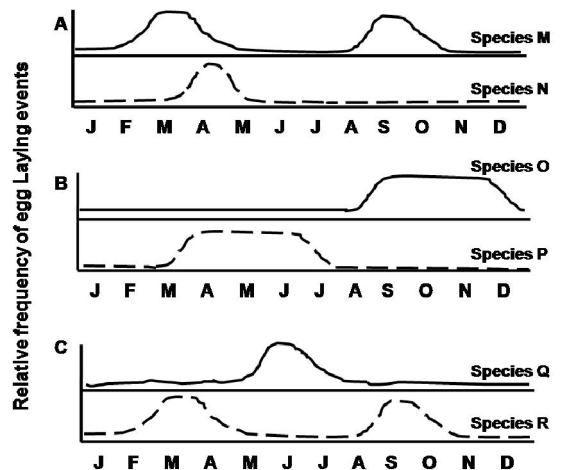 Relative frequency of egg Laying events
A
Species M
Species N
J F M A M J J A S O N D
B
Species O
Species P
J F M A M J J A S O N D
C
Species Q
Species R
J F M A M J J A S O N D